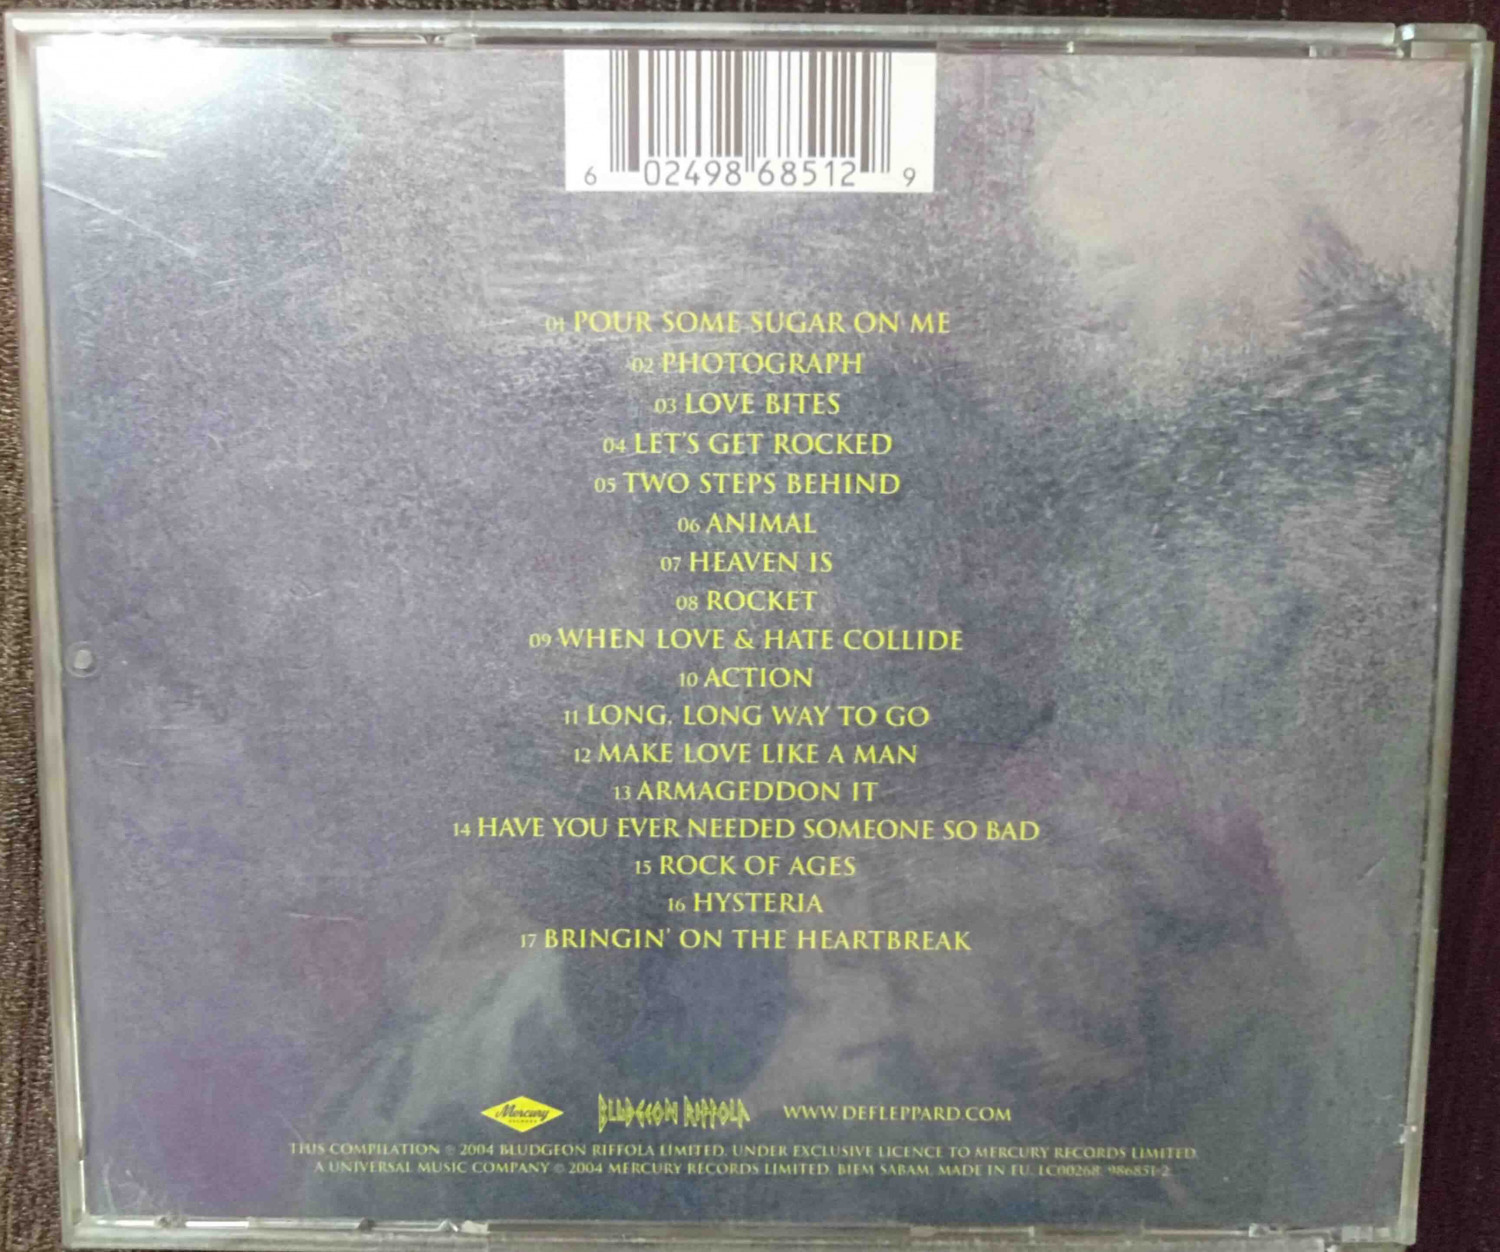 6 02498 68512 9
01 POUR SOME SUGAR ON ME
02 PHOTOGRAPH
03 LOVE BITES
04 LET'S GET ROCKED
05 TWO STEPS BEHIND
06 ANIMAL
07 HEAVEN IS
08 ROCKET
09 WHEN LOVE & HATE COLLIDE
10 ACTION
11 LONG, LONG WAY TO GO
12 MAKE LOVE LIKE A MAN
13 ARMAGEDDON IT
14 HAVE YOU EVER NEEDED SOMEONE SO BAD
15 ROCK OF AGES
16 HYSTERIA
17 BRINGIN' ON THE HEARTBREAK
Mercury RECORDS BLUDGEON RIFFOLA WWW.DEFLEPPARD.COM
THIS COMPILATION ℗ 2004 BLUDGEON RIFFOLA LIMITED. UNDER EXCLUSIVE LICENCE TO MERCURY RECORDS LIMITED.
A UNIVERSAL MUSIC COMPANY © 2004 MERCURY RECORDS LIMITED. BIEM SABAM. MADE IN EU. LC00268 986851-2